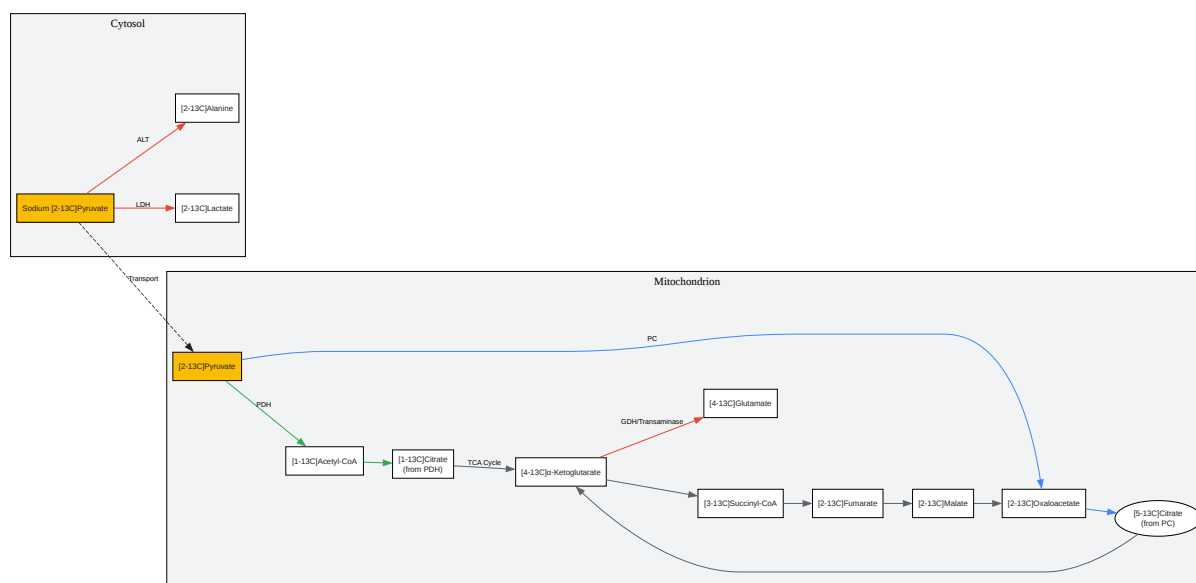 Cytosol
[2-13C]Alanine
ALT
Sodium [2-13C]Pyruvate
LDH
[2-13C]Lactate
Transport
Mitochondrion
PC
[2-13C]Pyruvate
PDH
[4-13C]Glutamate
GDH/Transaminase
[1-13C]Acetyl-CoA
[1-13C]Citrate
(from PDH)
TCA Cycle
[4-13C]α-Ketoglutarate
[3-13C]Succinyl-CoA
[2-13C]Fumarate
[2-13C]Malate
[2-13C]Oxaloacetate
[5-13C]Citrate
(from PC)